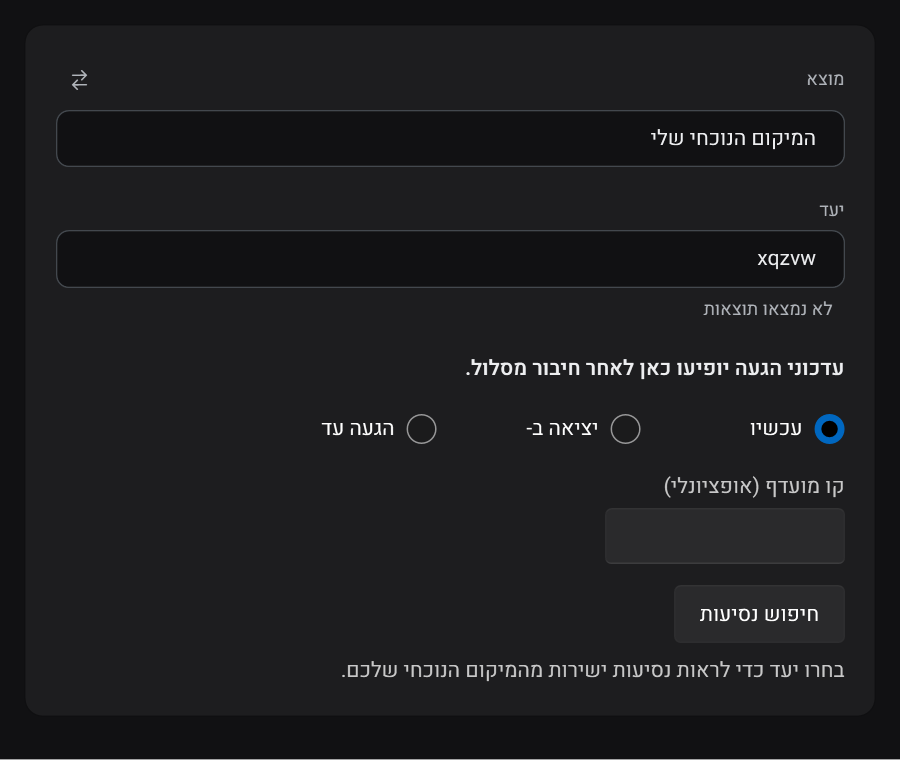 מוצא
המיקום הנוכחי שלי
יעד
xqzvw
לא נמצאו תוצאות
עדכוני הגעה יופיעו כאן לאחר חיבור מסלול.
עכשיו יציאה ב- הגעה עד
קו מועדף (אופציונלי)
חיפוש נסיעות
בחרו יעד כדי לראות נסיעות ישירות מהמיקום הנוכחי שלכם.